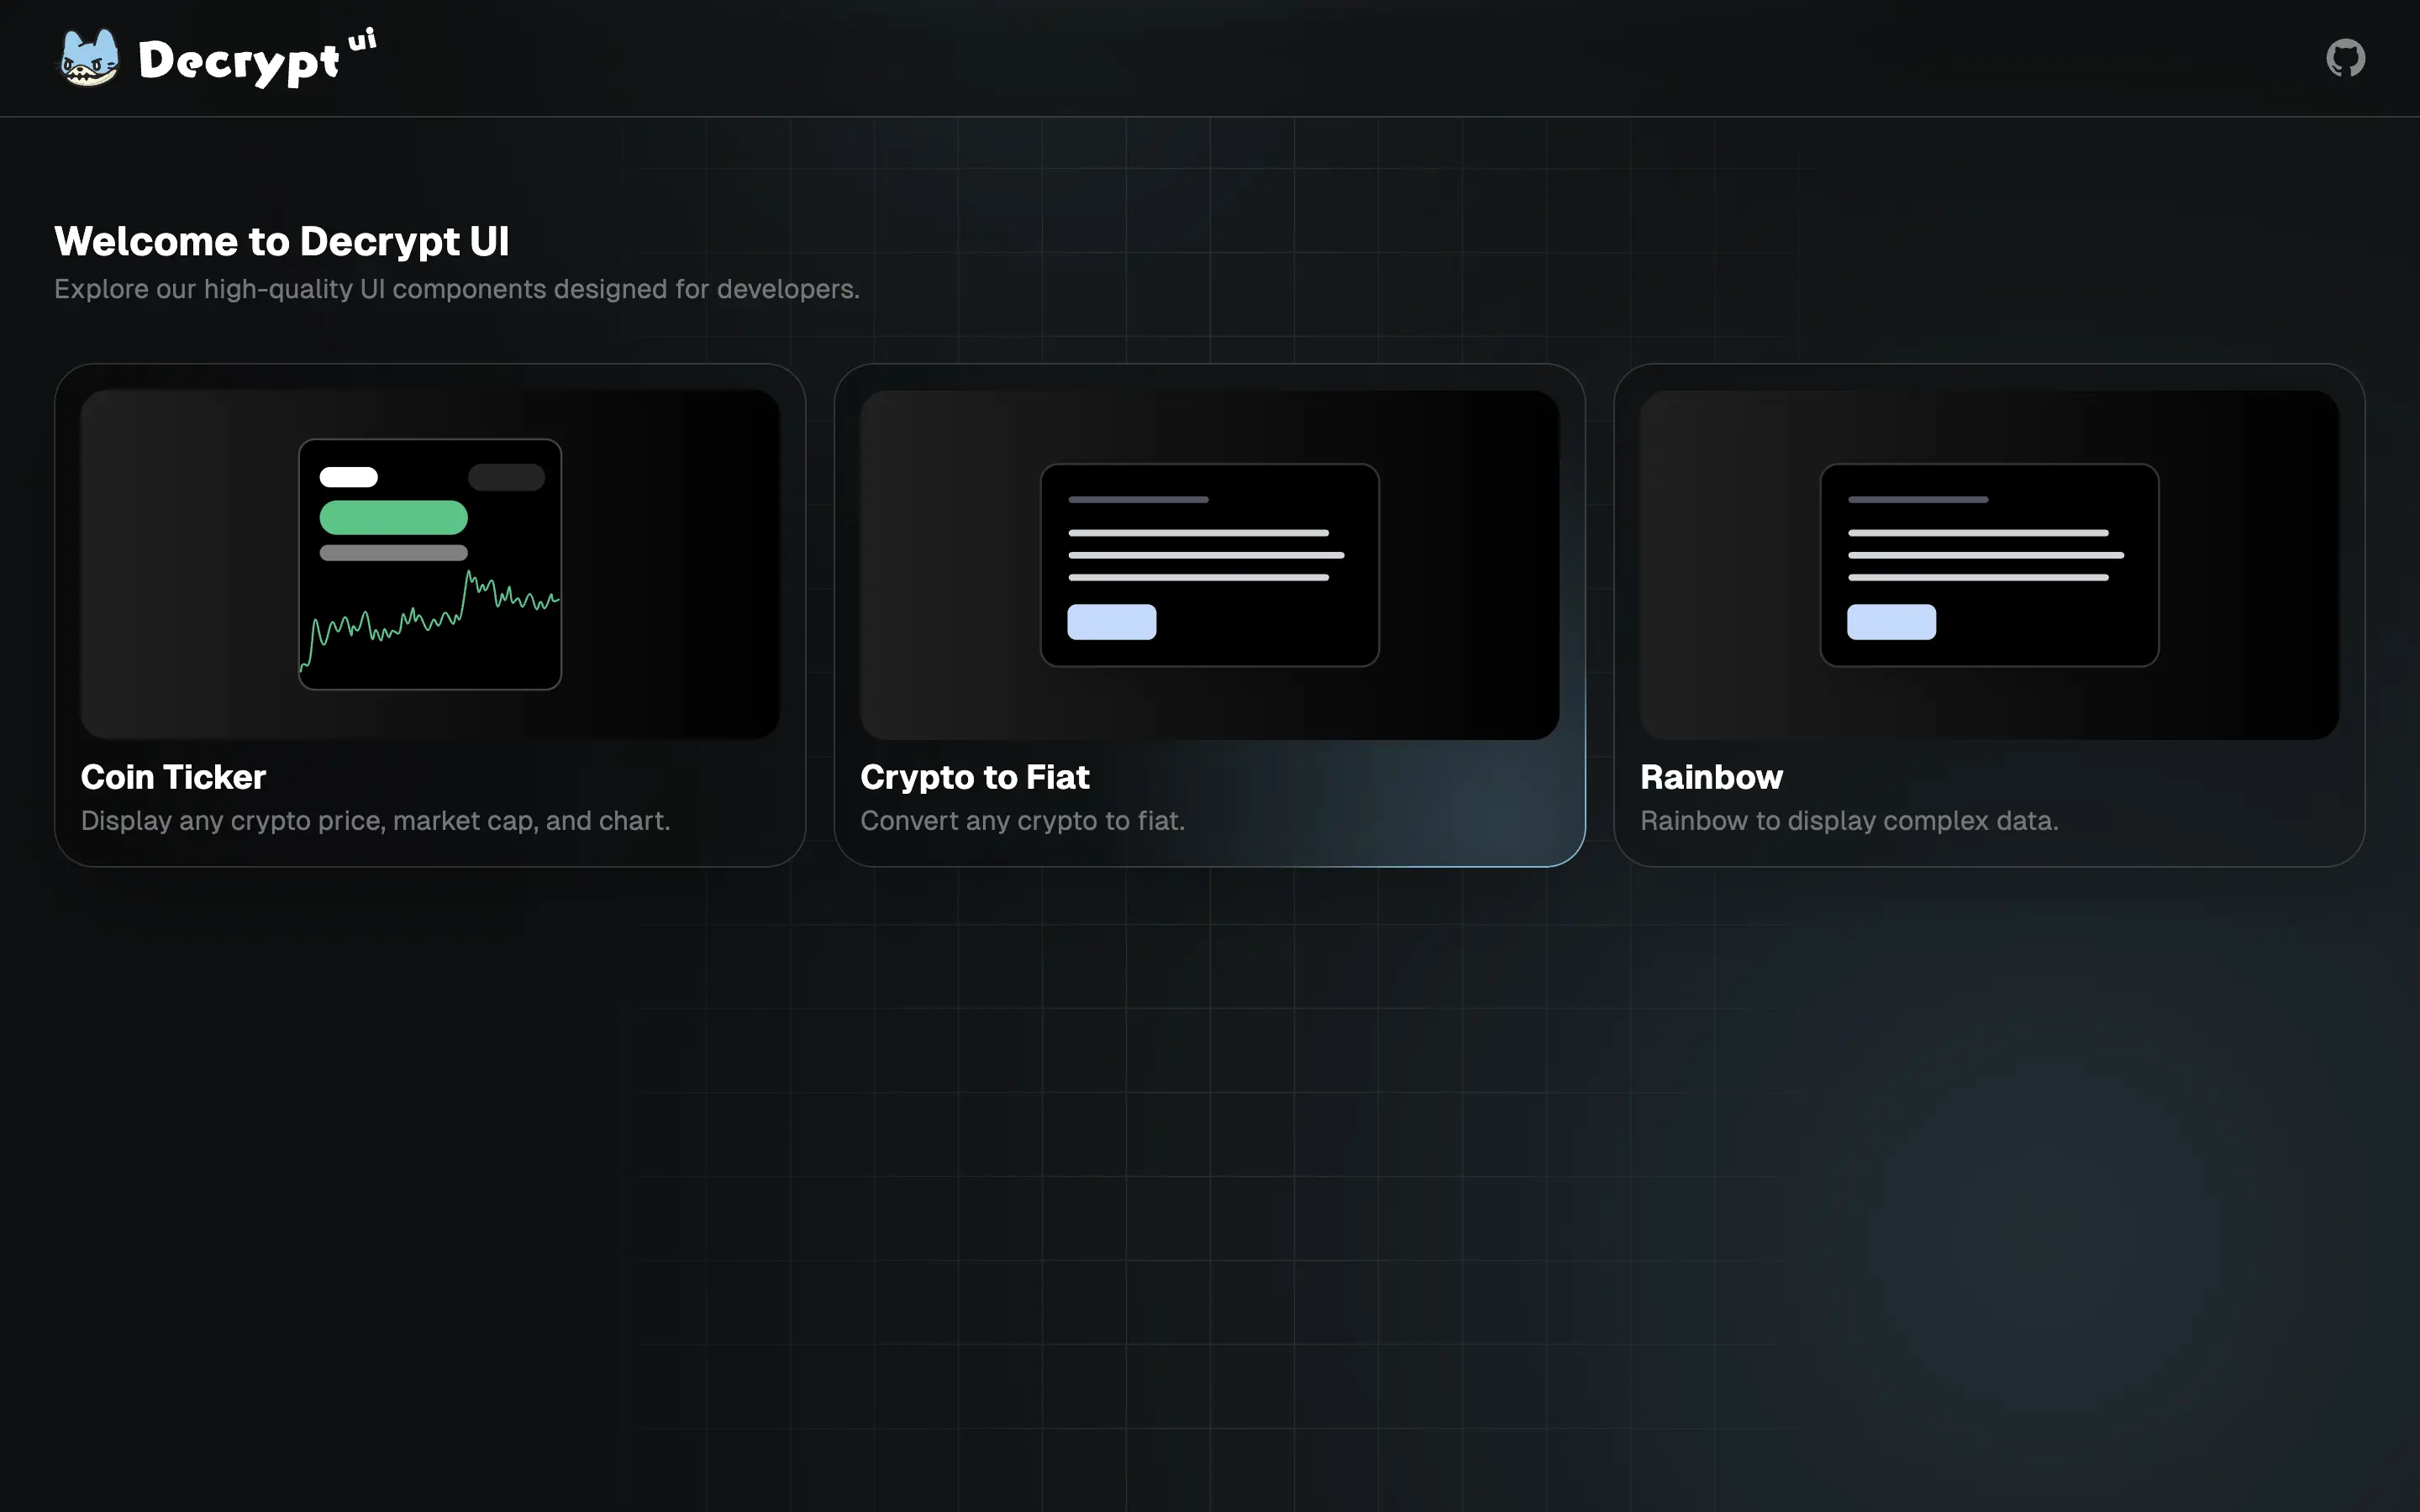 Decrypt ui
Welcome to Decrypt UI
Explore our high-quality UI components designed for developers.
Coin Ticker
Display any crypto price, market cap, and chart.
Crypto to Fiat
Convert any crypto to fiat.
Rainbow
Rainbow to display complex data.